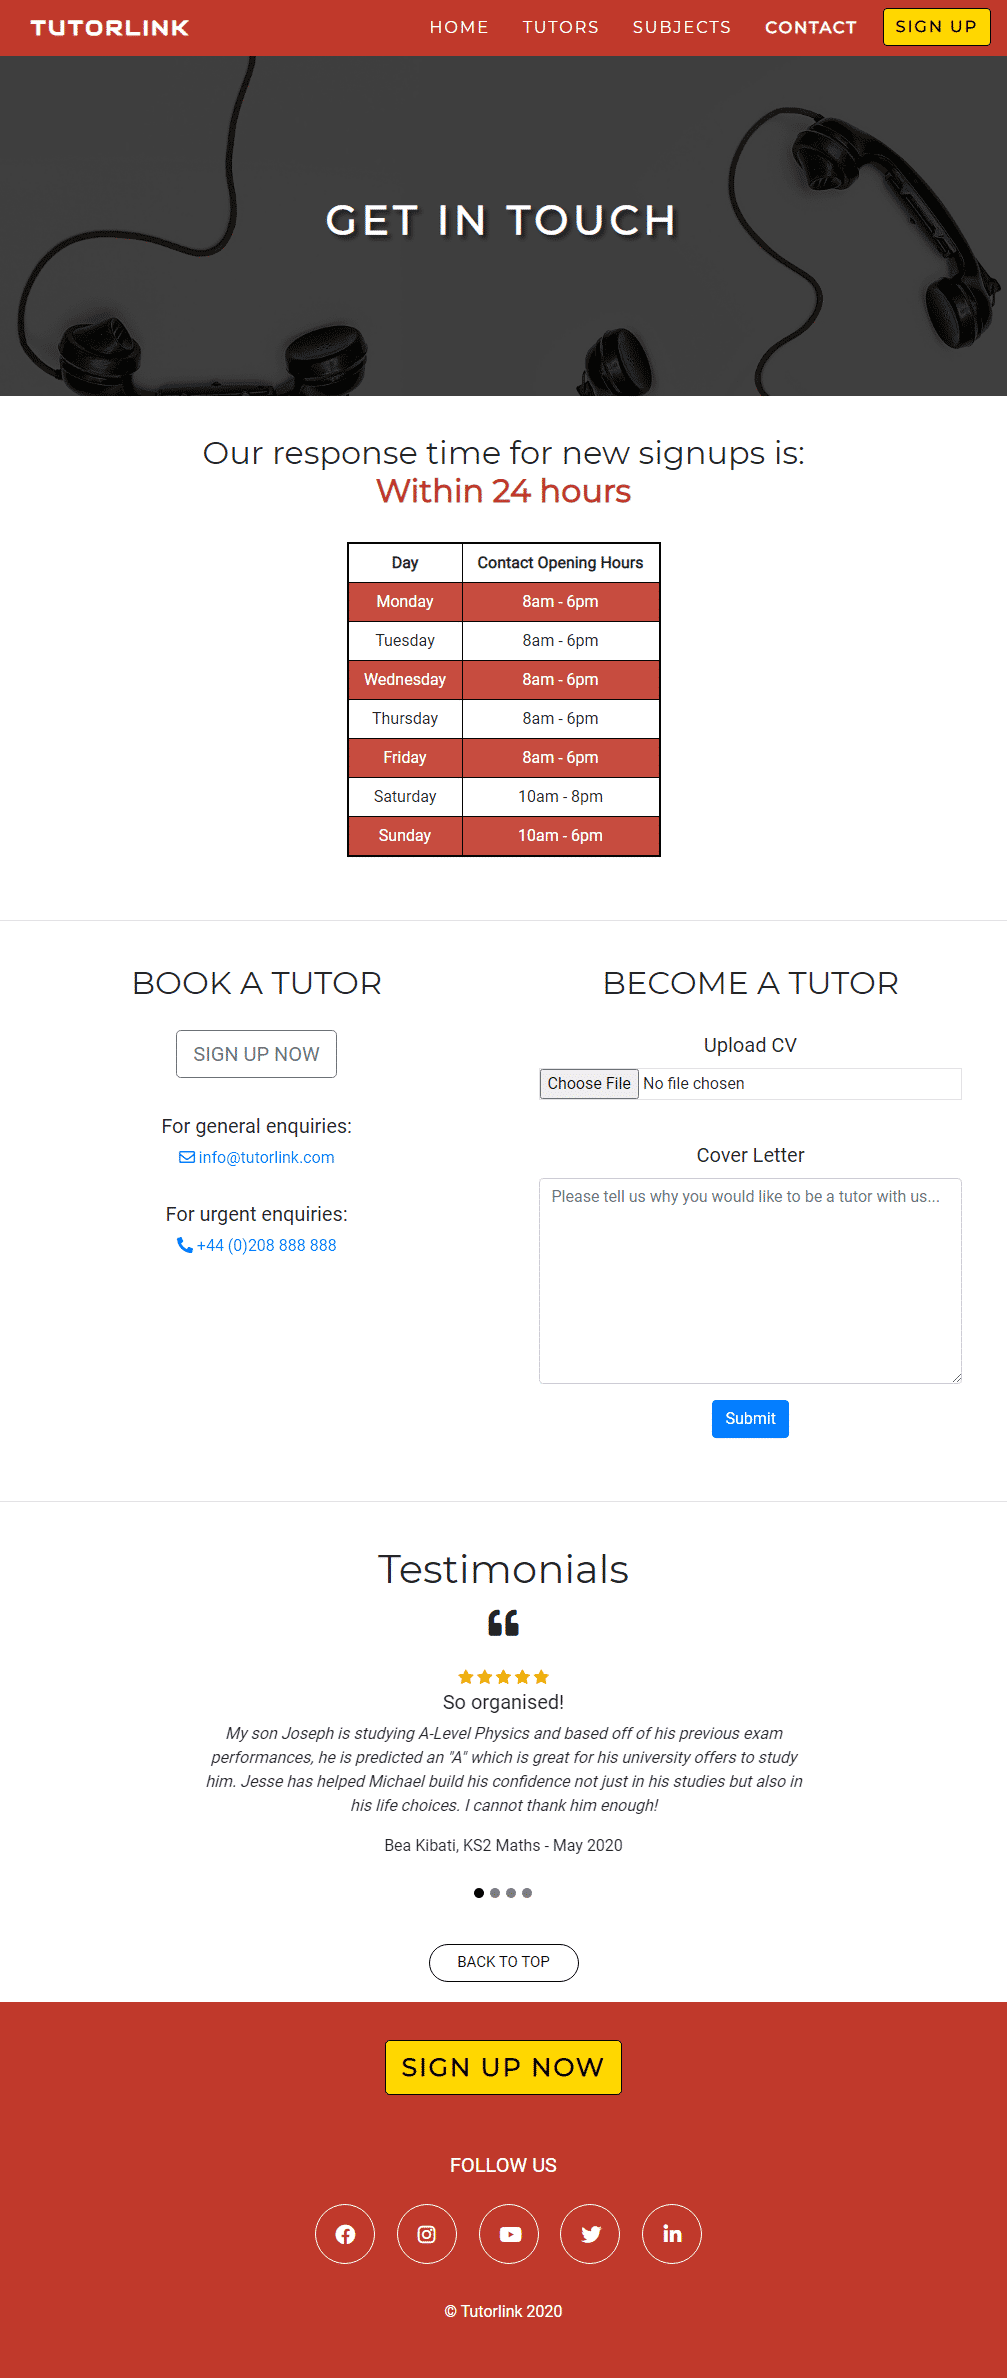 TUTORLINK
HOME TUTORS SUBJECTS CONTACT SIGN UP
GET IN TOUCH
Our response time for new signups is:
Within 24 hours
Day Contact Opening Hours
Monday 8am - 6pm
Tuesday 8am - 6pm
Wednesday 8am - 6pm
Thursday 8am - 6pm
Friday 8am - 6pm
Saturday 10am - 8pm
Sunday 10am - 6pm
BOOK A TUTOR
SIGN UP NOW
For general enquiries:
info@tutorlink.com
For urgent enquiries:
+44 (0)208 888 888
BECOME A TUTOR
Upload CV
Choose File No file chosen
Cover Letter
Please tell us why you would like to be a tutor with us...
Submit
Testimonials
So organised!
My son Joseph is studying A-Level Physics and based off of his previous exam
performances, he is predicted an "A" which is great for his university offers to study
him. Jesse has helped Michael build his confidence not just in his studies but also in
his life choices. I cannot thank him enough!
Bea Kibati, KS2 Maths - May 2020
BACK TO TOP
SIGN UP NOW
FOLLOW US
© Tutorlink 2020